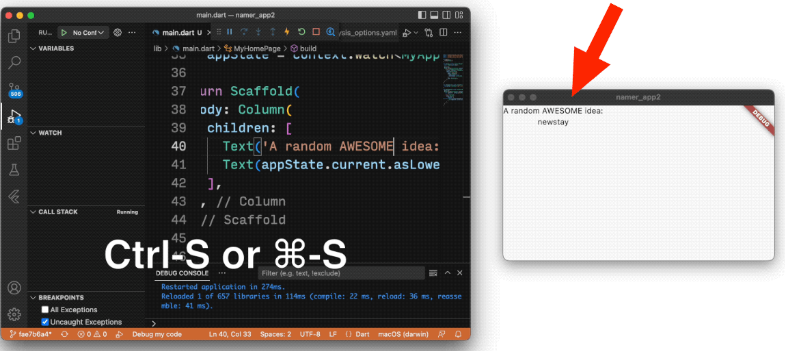 main.dart — namer_app2
RU... No Conf
main.dart U
ysis_options.yaml
VARIABLES
lib > main.dart > MyHomePage > build
35 appState = context.watch<MyApp
36
37 urn Scaffold(
38 ody: Column(
39 children: [
40 Text('A random AWESOME idea:
41 Text(appState.current.asLowe
42 ],
43 , // Column
44 // Scaffold
45
WATCH
CALL STACK Running
Ctrl-S or ⌘-S
DEBUG CONSOLE ... Filter (e.g. text, !exclude)
Restarted application in 274ms.
Reloaded 1 of 657 libraries in 114ms (compile: 22 ms, reload: 36 ms, reasse
mble: 41 ms).
BREAKPOINTS
All Exceptions
Uncaught Exceptions
fae7b6a4* 0 0 Debug my code Ln 40, Col 33 Spaces: 2 UTF-8 LF {} Dart macOS (darwin)
namer_app2
A random AWESOME idea:
newstay
DEBUG